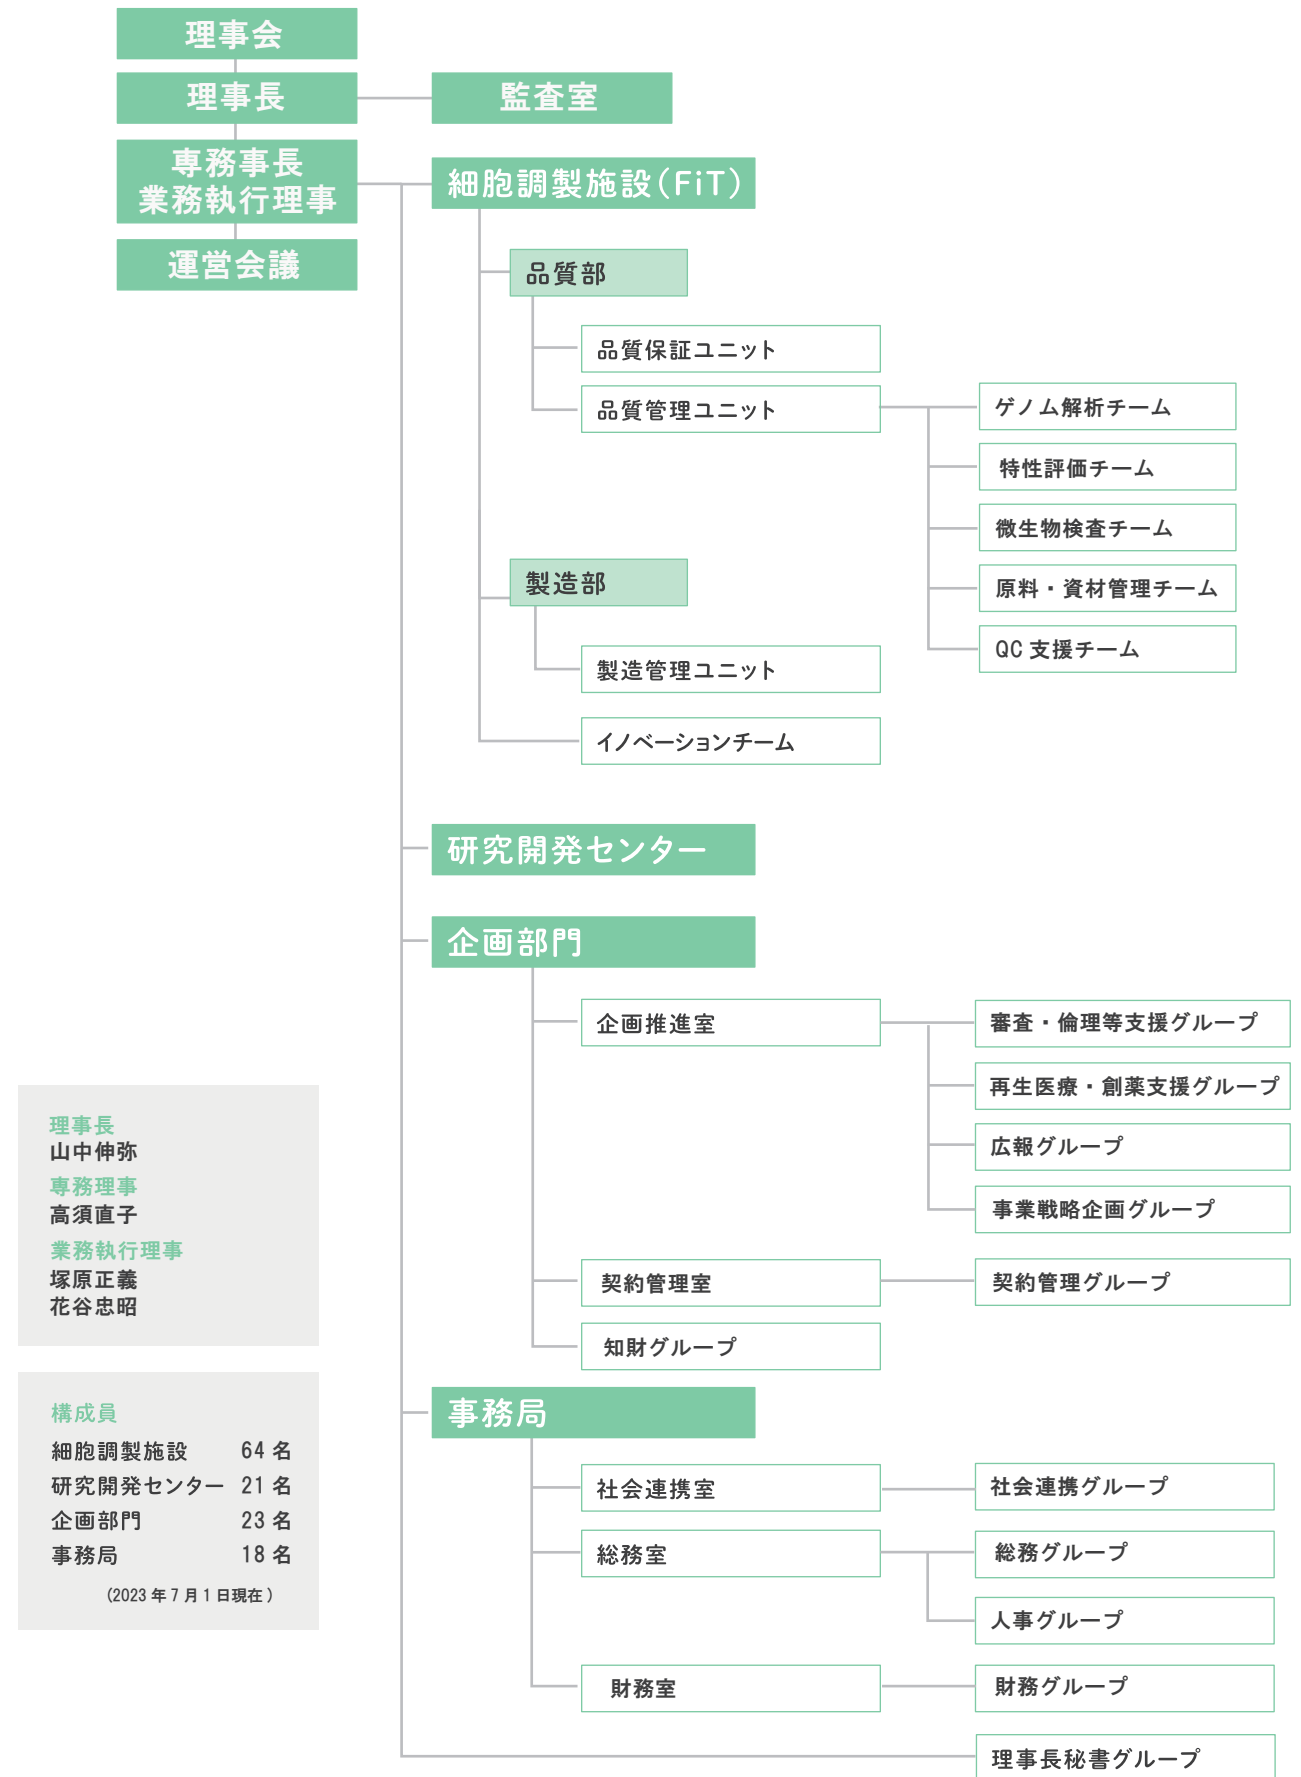 理事会
理事長
監査室
専務事長
業務執行理事
運営会議
細胞調製施設(FiT)
品質部
品質保証ユニット
品質管理ユニット
ゲノム解析チーム
特性評価チーム
微生物検査チーム
原料・資材管理チーム
QC 支援チーム
製造部
製造管理ユニット
イノベーションチーム
研究開発センター
企画部門
企画推進室
審査・倫理等支援グループ
再生医療・創薬支援グループ
広報グループ
事業戦略企画グループ
契約管理室
契約管理グループ
知財グループ
事務局
社会連携室
社会連携グループ
総務室
総務グループ
人事グループ
財務室
財務グループ
理事長秘書グループ
理事長
山中伸弥
専務理事
高須直子
業務執行理事
塚原正義
花谷忠昭
構成員
細胞調製施設 64 名
研究開発センター 21 名
企画部門 23 名
事務局 18 名
(2023 年 7 月 1 日現在 )